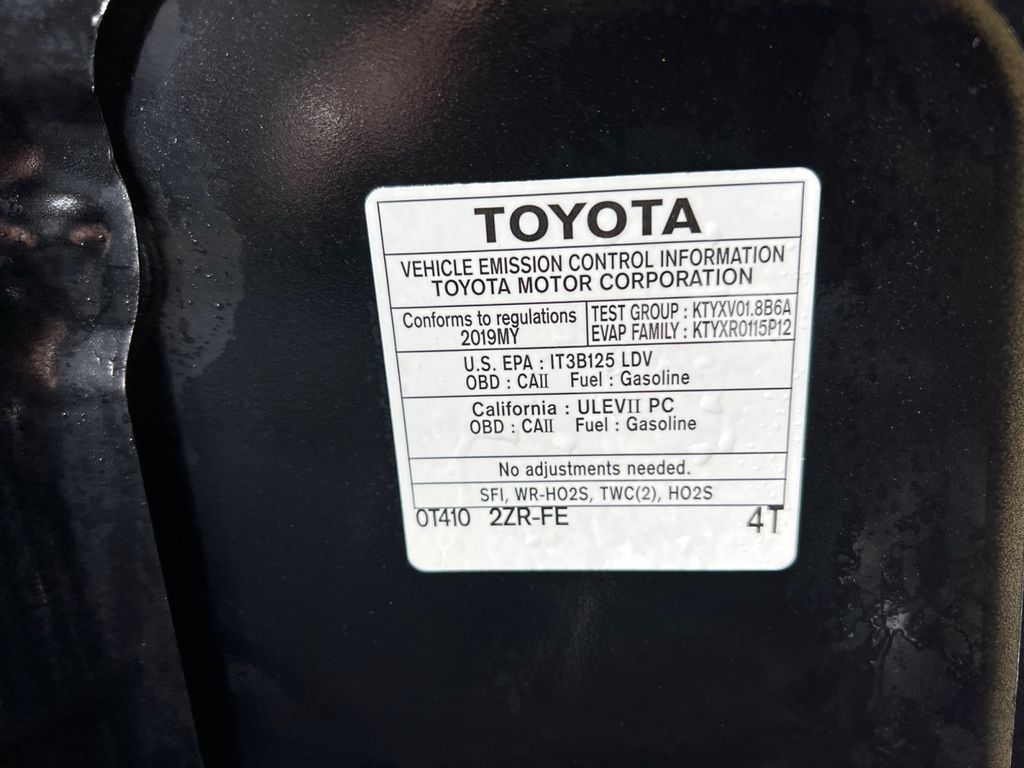 TOYOTA
VEHICLE EMISSION CONTROL INFORMATION
TOYOTA MOTOR CORPORATION
Conforms to regulations
2019MY
TEST GROUP : KTYXV01.8B6A
EVAP FAMILY : KTYXR0115P12
U.S. EPA : IT3B125 LDV
OBD : CAII Fuel : Gasoline
California : ULEVII PC
OBD : CAII Fuel : Gasoline
No adjustments needed.
SFI, WR-HO2S, TWC(2), HO2S
0T410 2ZR-FE 4T